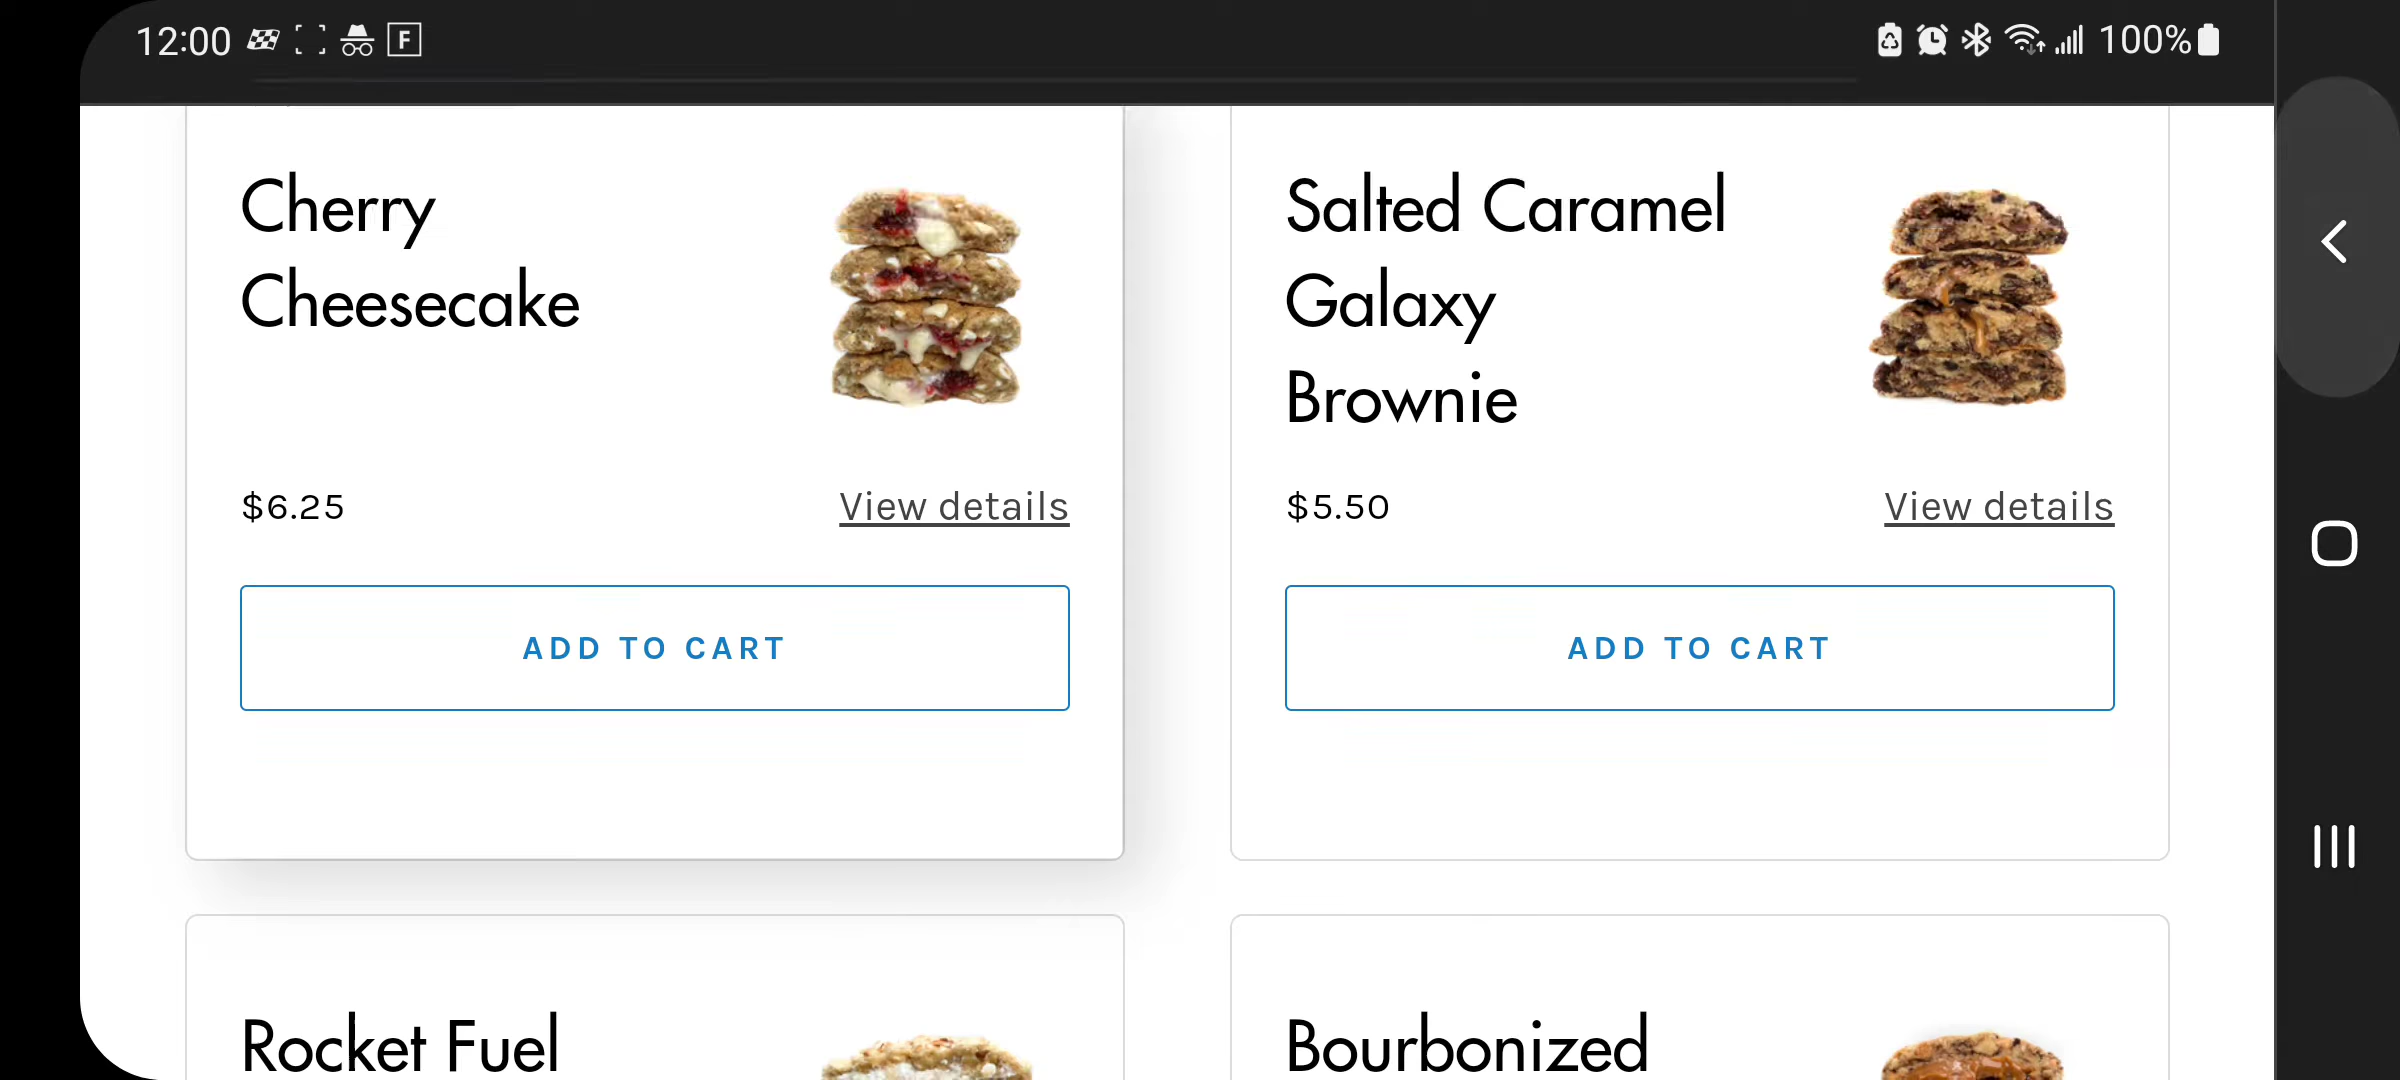 12:00
F
100%
Cherry
Cheesecake
$6.25
View details
ADD TO CART
Salted Caramel
Galaxy
Brownie
$5.50
View details
ADD TO CART
Rocket Fuel
Bourbonized